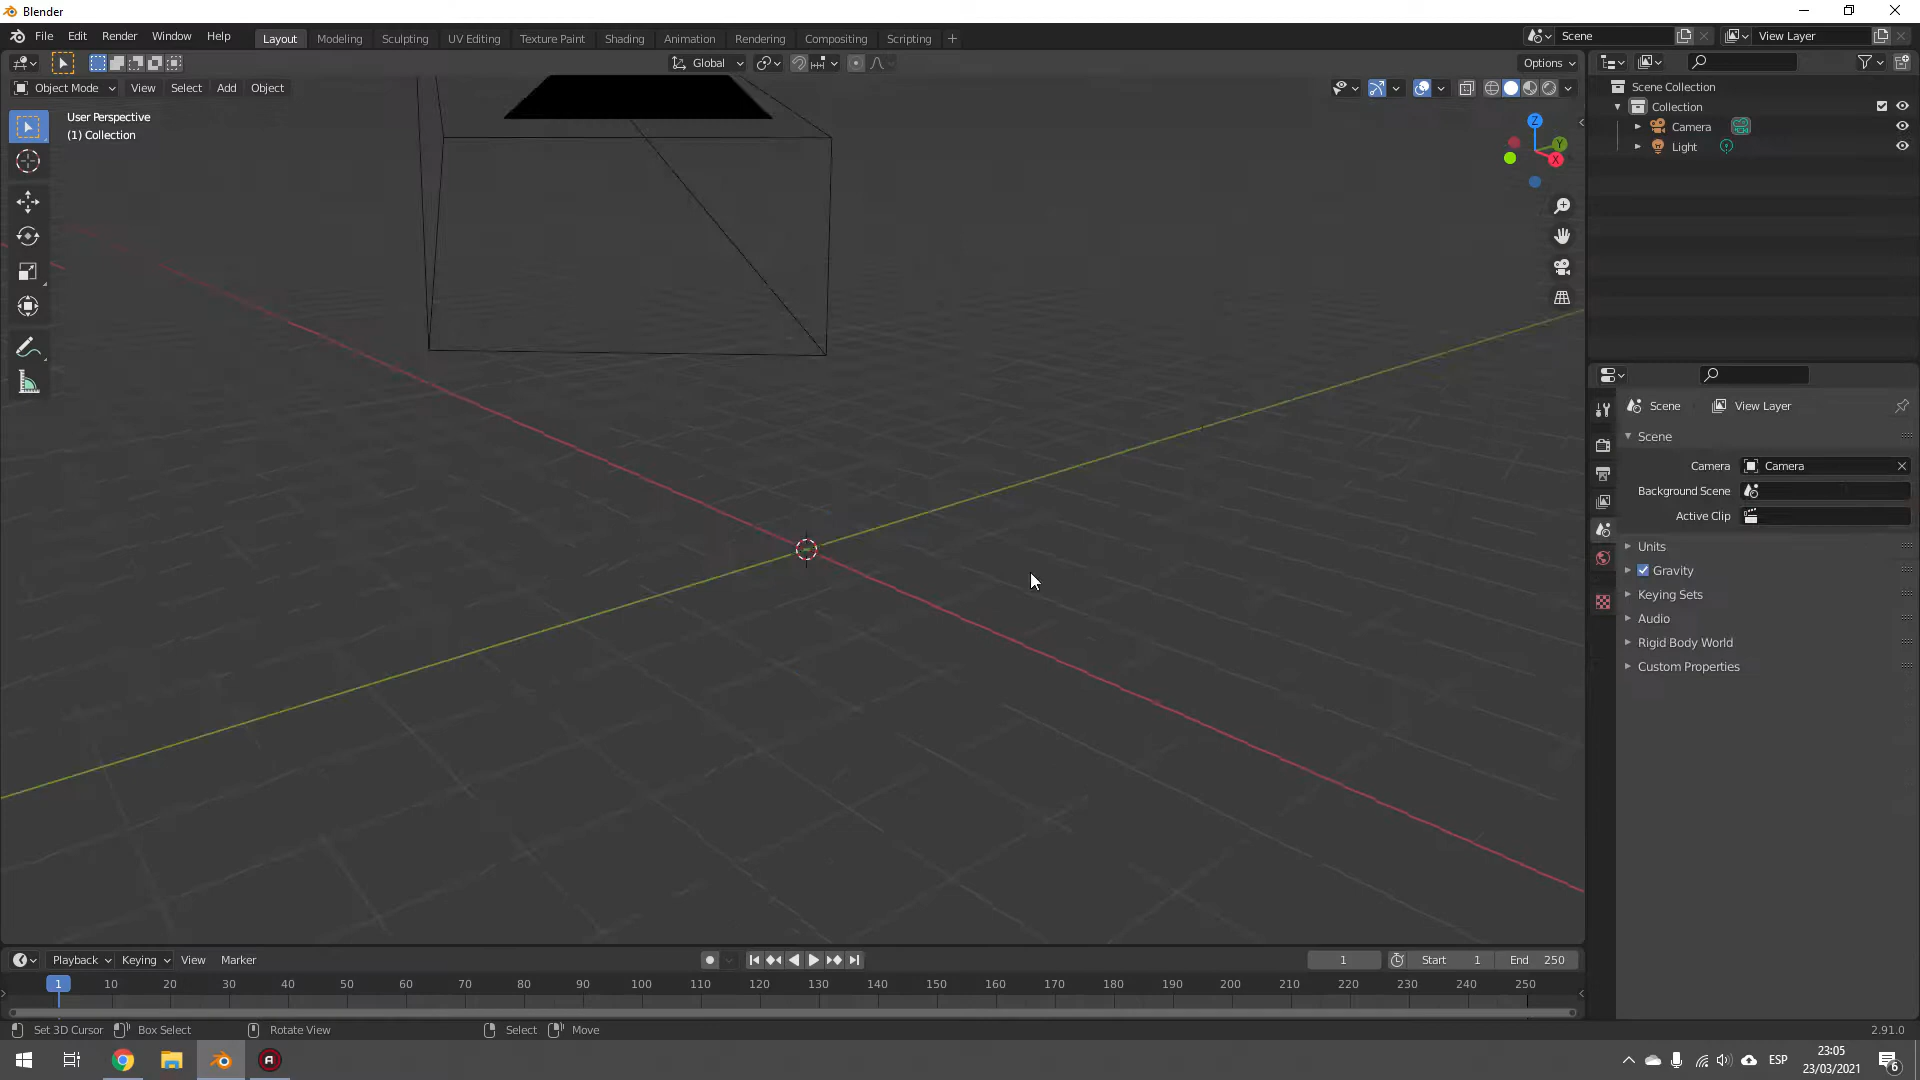 Blender
File Edit Render Window Help Layout Modeling Sculpting UV Editing Texture Paint Shading Animation Rendering Compositing Scripting + Scene View Layer
Global Options
Object Mode View Select Add Object
User Perspective
(1) Collection
Z
Y
X
Scene Collection
Collection
Camera
Light
Scene View Layer
Scene
Camera Camera
Background Scene
Active Clip
Units
Gravity
Keying Sets
Audio
Rigid Body World
Custom Properties
Playback Keying View Marker 1 Start 1 End 250
1 10 20 30 40 50 60 70 80 90 100 110 120 130 140 150 160 170 180 190 200 210 220 230 240 250
Set 3D Cursor Box Select Rotate View Select Move 2.91.0
ESP
23:05
23/03/2021
6